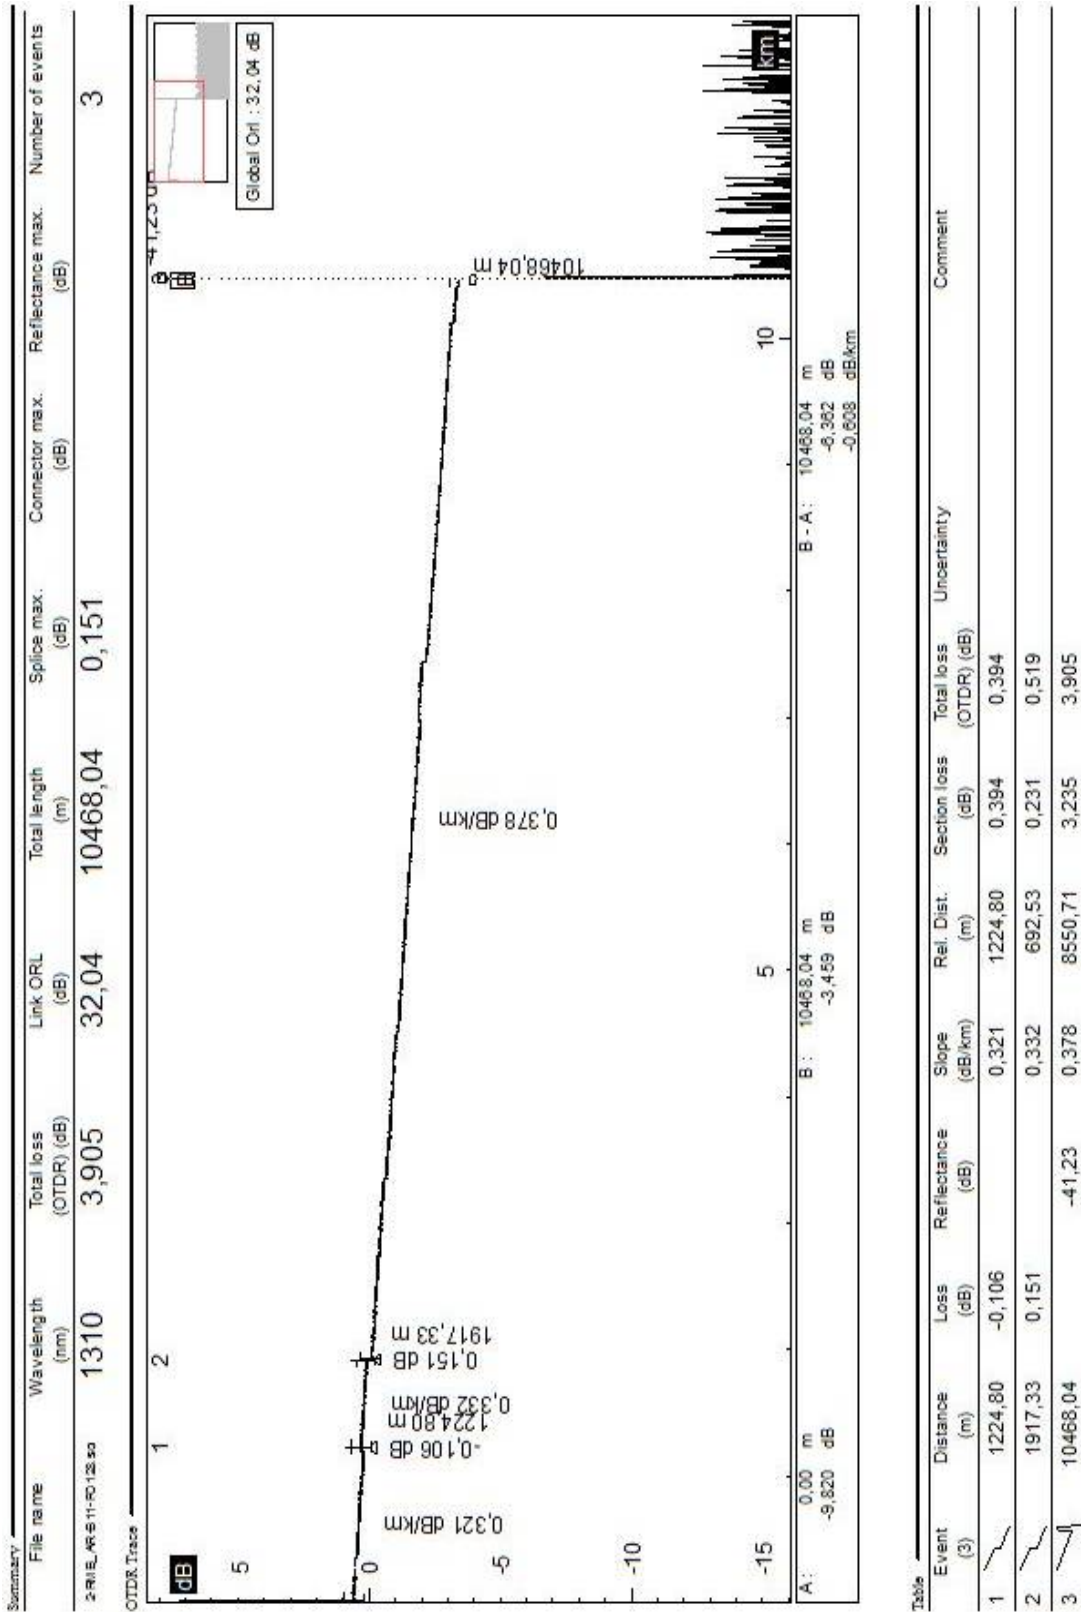 Summary
File name Wavelength (nm) Total loss (OTDR) (dB) Link ORL (dB) Total length (m) Splice max. (dB) Connector max. (dB) Reflectance max. (dB) Number of events
1310 3,905 32,04 10468,04 0,151 3
OTDR Trace
dB
1
2
-41,23 d
Global Orl : 32,04 dB
5
0
-5
-10
-15
0,321 dB/km
-0,106 dB
1224,80 m
0,332 dB/km
0,151 dB
1917,33 m
0,378 dB/km
10468,04 m
5
10
km
A : 0,00 m B : 10468,04 m B - A : 10468,04 m
-9,820 dB -3,459 dB -6,362 dB
-0,608 dB/km
Table
Event (3) Distance (m) Loss (dB) Reflectance (dB) Slope (dB/km) Rel. Dist. (m) Section loss (dB) Total loss (OTDR) (dB) Uncertainty Comment
1 1224,80 -0,106 0,321 1224,80 0,394 0,394
2 1917,33 0,151 0,332 692,53 0,231 0,519
3 10468,04 -41,23 0,378 8550,71 3,235 3,905